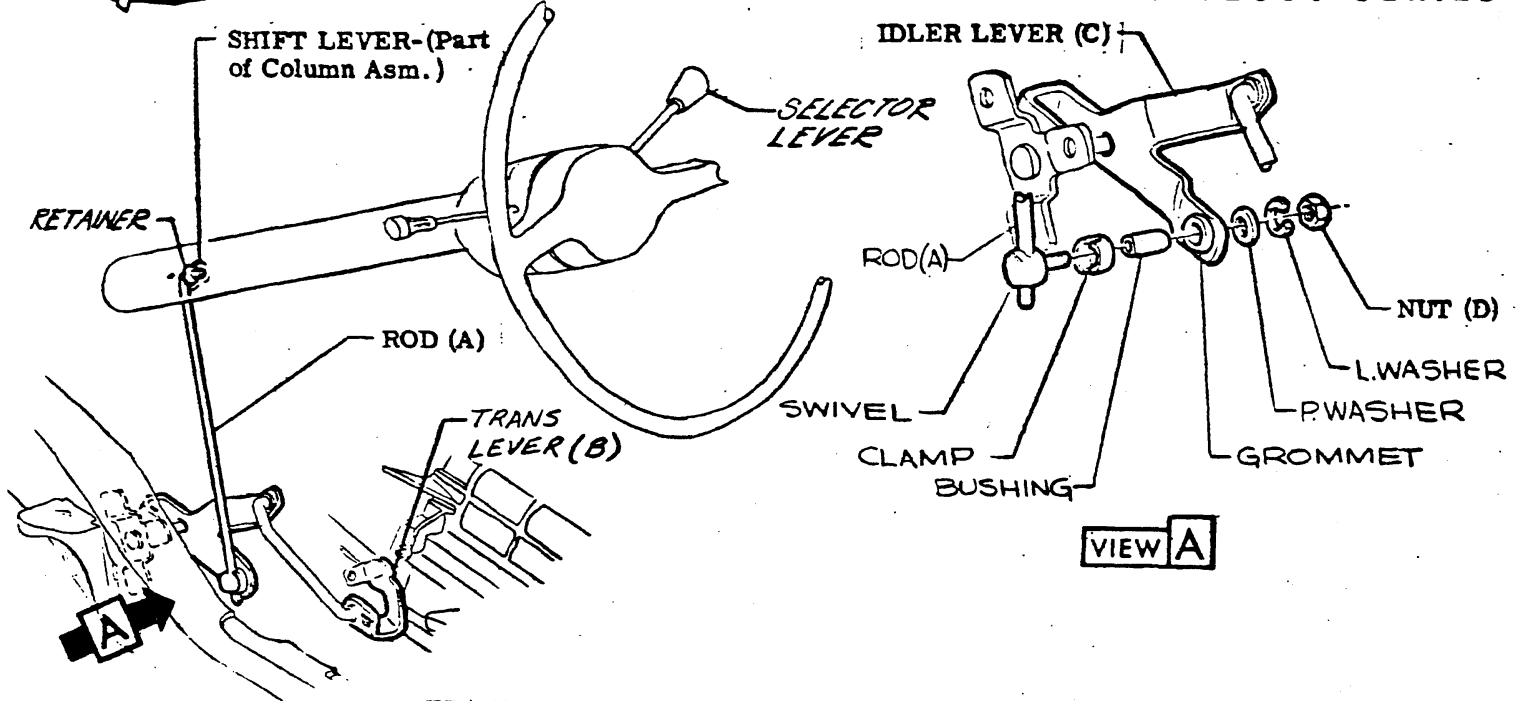 SHIFT LEVER-(Part
of Column Asm.)
SELECTOR
LEVER
RETAINER
ROD (A)
TRANS
LEVER (B)
A
IDLER LEVER (C)
ROD(A)
NUT (D)
L.WASHER
P.WASHER
GROMMET
SWIVEL
CLAMP
BUSHING
VIEW A